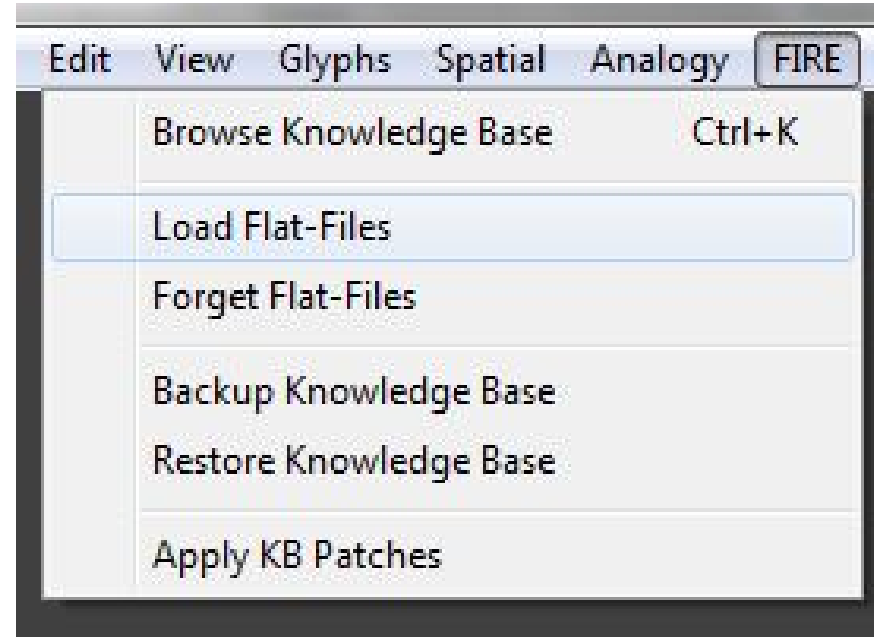 Edit View Glyphs Spatial Analogy FIRE
Browse Knowledge Base Ctrl+K
Load Flat-Files
Forget Flat-Files
Backup Knowledge Base
Restore Knowledge Base
Apply KB Patches